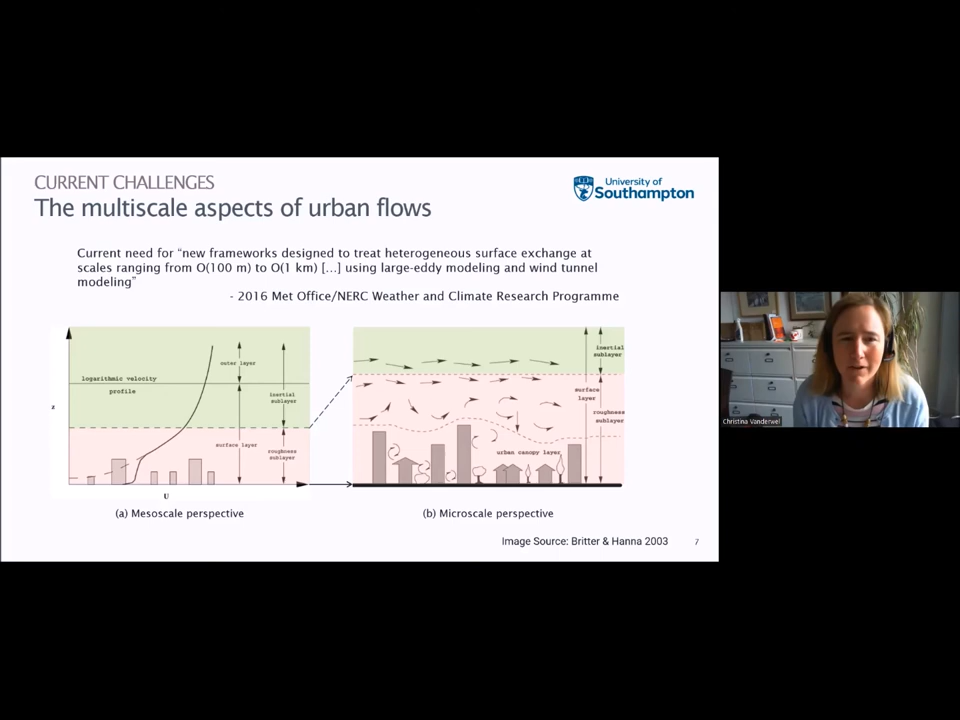 CURRENT CHALLENGES
The multiscale aspects of urban flows
University of
Southampton
Current need for “new frameworks designed to treat heterogeneous surface exchange at
scales ranging from O(100 m) to O(1 km) […] using large-eddy modeling and wind tunnel
modeling”
- 2016 Met Office/NERC Weather and Climate Research Programme
outer layer
logarithmic velocity
profile
inertial
sublayer
z
surface layer
roughness
sublayer
U
(a) Mesoscale perspective
inertial
sublayer
surface
layer
roughness
sublayer
urban canopy layer
(b) Microscale perspective
Image Source: Britter & Hanna 2003
7
Christina Vanderwel